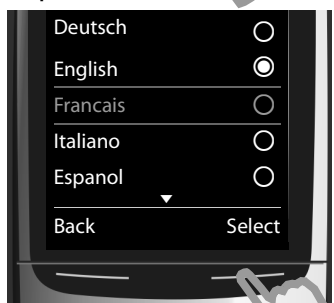 Deutsch
English
Francais
Italiano
Espanol
Back Select